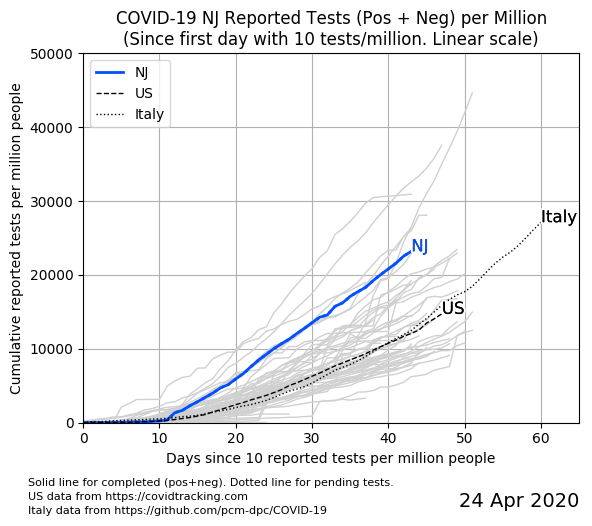 COVID-19 NJ Reported Tests (Pos + Neg) per Million
(Since first day with 10 tests/million. Linear scale)
Cumulative reported tests per million people
50000
40000
30000
20000
10000
0
NJ
US
Italy
Italy
NJ
US
0 10 20 30 40 50 60
Days since 10 reported tests per million people
Solid line for completed (pos+neg). Dotted line for pending tests.
US data from https://covidtracking.com
Italy data from https://github.com/pcm-dpc/COVID-19
24 Apr 2020